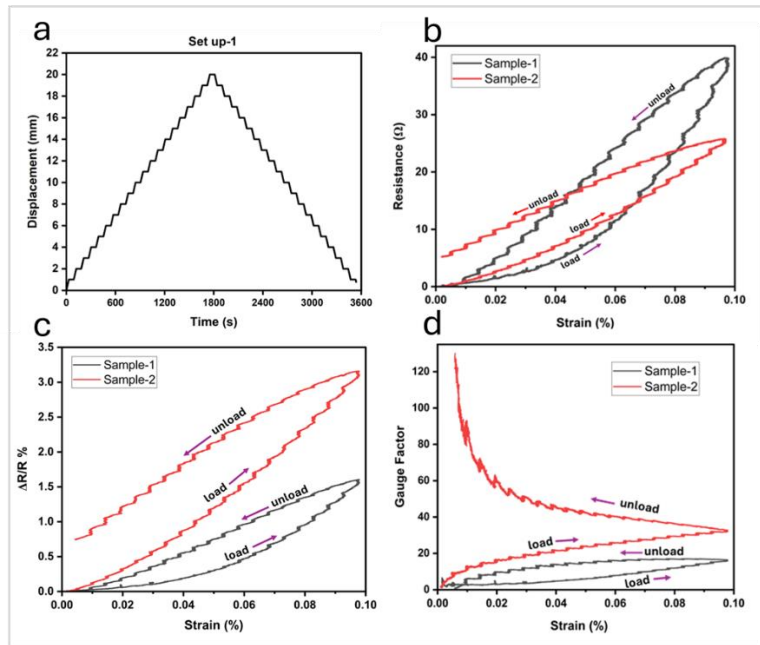 a
Set up-1
Displacement (mm)
22
20
18
16
14
12
10
8
6
4
2
0
0 600 1200 1800 2400 3000 3600
Time (s)
b
Sample-1
Sample-2
Resistance (Ω)
40
30
20
10
0
unload
unload
load
load
0.00 0.02 0.04 0.06 0.08 0.10
Strain (%)
c
Sample-1
Sample-2
ΔR/R %
3.5
3.0
2.5
2.0
1.5
1.0
0.5
0.0
unload
load
unload
load
0.00 0.02 0.04 0.06 0.08 0.10
Strain (%)
d
Sample-1
Sample-2
Gauge Factor
120
100
80
60
40
20
0
unload
load
unload
load
0.00 0.02 0.04 0.06 0.08 0.10
Strain (%)